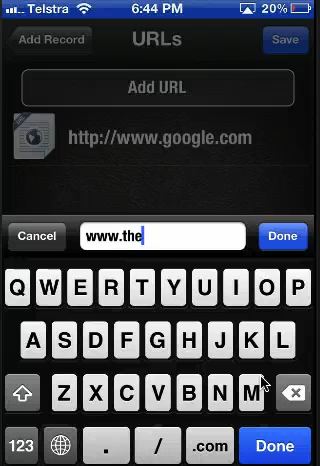 Telstra 6:44 PM 20%
Add Record URLs Save
Add URL
http://www.google.com
Cancel www.the Done
Q W E R T Y U I O P
A S D F G H J K L
Z X C V B N M
123 . / .com Done